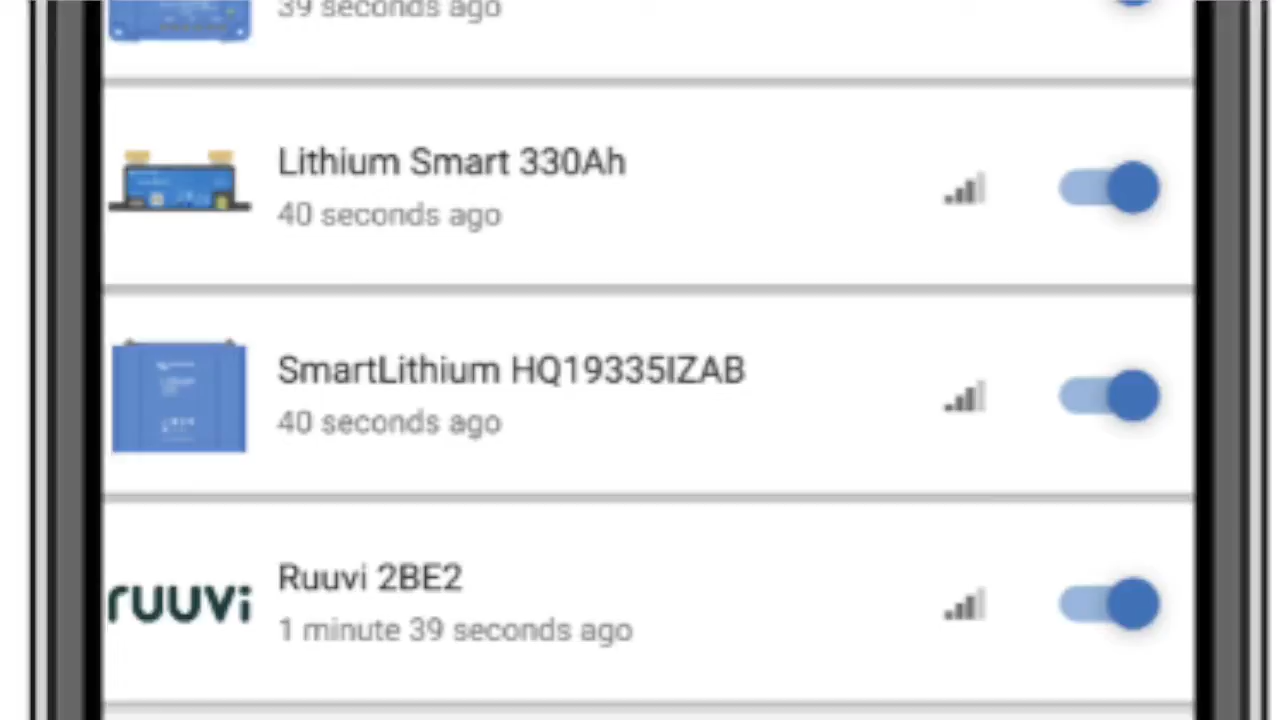 39 seconds ago
Lithium Smart 330Ah
40 seconds ago
SmartLithium HQ19335IZAB
40 seconds ago
ruuvi
Ruuvi 2BE2
1 minute 39 seconds ago